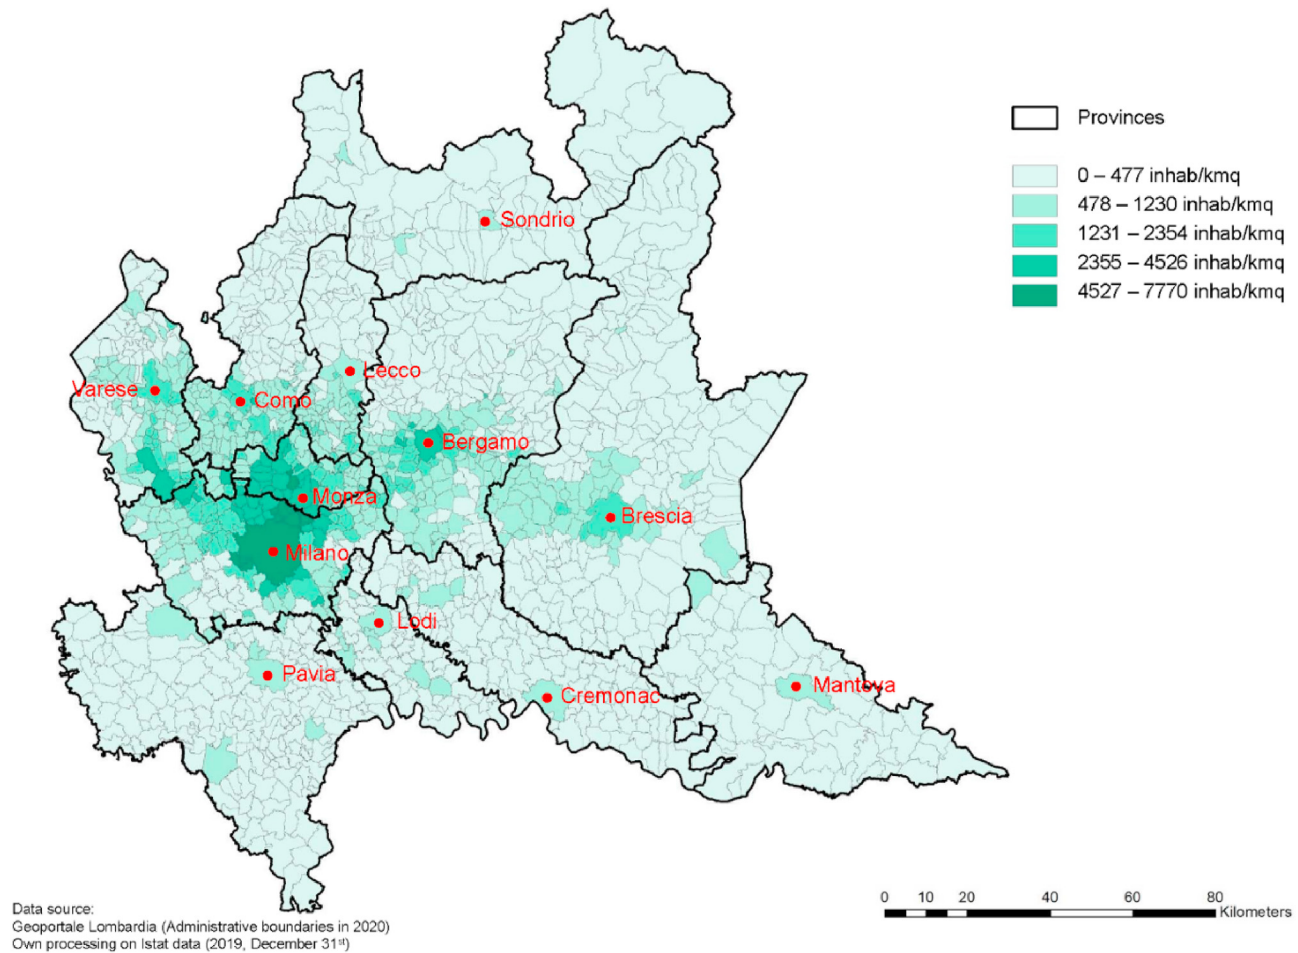 Provinces
0 – 477 inhab/kmq
478 – 1230 inhab/kmq
1231 – 2354 inhab/kmq
2355 – 4526 inhab/kmq
4527 – 7770 inhab/kmq
Sondrio
Lecco
Varese
Como
Bergamo
Monza
Brescia
Milano
Lodi
Pavia
Mantova
Cremonac
0 10 20 40 60 80
Kilometers
Data source:
Geoportale Lombardia (Administrative boundaries in 2020)
Own processing on Istat data (2019, December 31st)